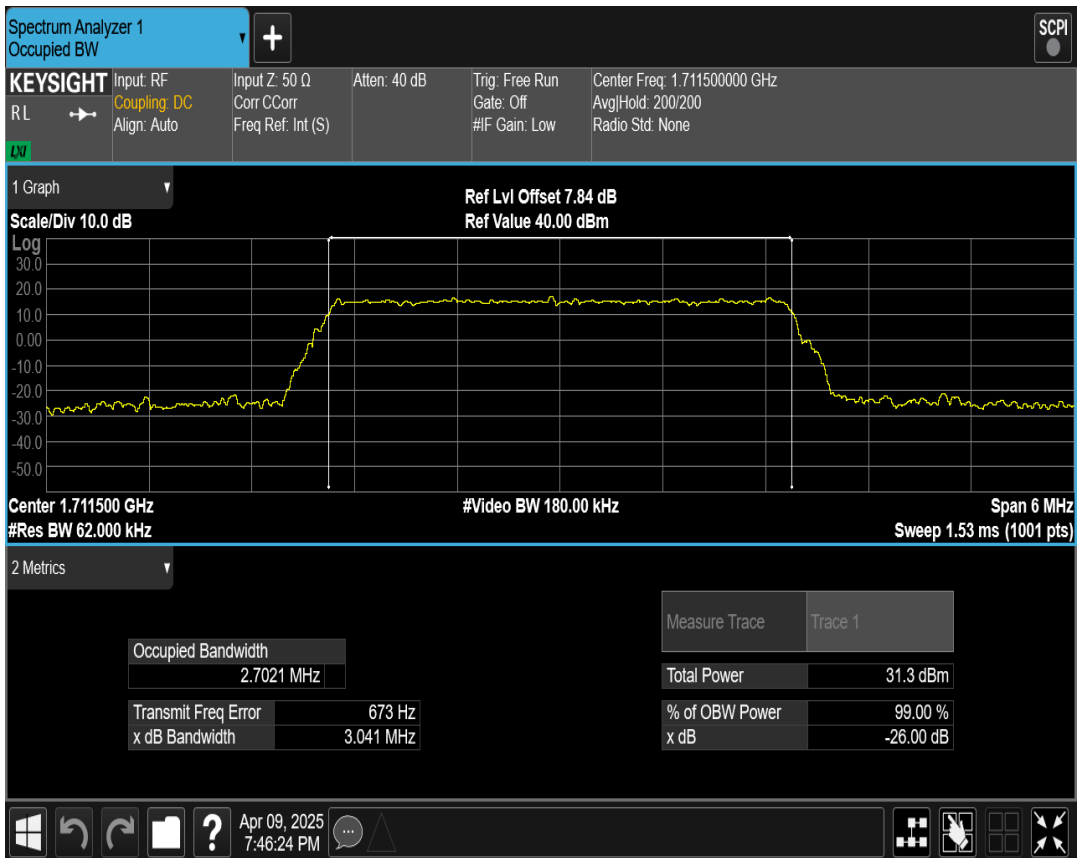 Spectrum Analyzer 1
Occupied BW
SCPI
KEYSIGHT
R L
LXI
Input: RF
Coupling: DC
Align: Auto
Input Z: 50 Ω
Corr CCorr
Freq Ref: Int (S)
Atten: 40 dB
Trig: Free Run
Gate: Off
#IF Gain: Low
Center Freq: 1.711500000 GHz
Avg|Hold: 200/200
Radio Std: None
1 Graph
Scale/Div 10.0 dB
Ref Lvl Offset 7.84 dB
Ref Value 40.00 dBm
Log
30.0
20.0
10.0
0.00
-10.0
-20.0
-30.0
-40.0
-50.0
Center 1.711500 GHz
#Res BW 62.000 kHz
#Video BW 180.00 kHz
Span 6 MHz
Sweep 1.53 ms (1001 pts)
2 Metrics
Occupied Bandwidth
2.7021 MHz
Transmit Freq Error 673 Hz
x dB Bandwidth 3.041 MHz
Measure Trace Trace 1
Total Power 31.3 dBm
% of OBW Power 99.00 %
x dB -26.00 dB
?
Apr 09, 2025
7:46:24 PM